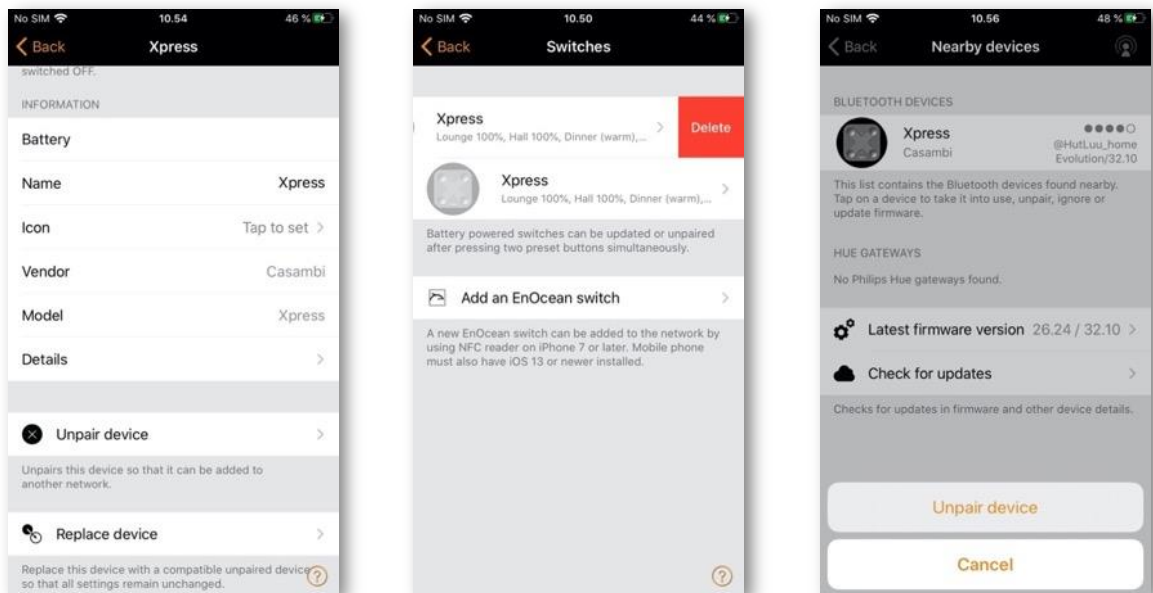 No SIM 10.54 46 %
Back Xpress
switched OFF.
INFORMATION
Battery
Name Xpress
Icon Tap to set
Vendor Casambi
Model Xpress
Details
Unpair device
Unpairs this device so that it can be added to
another network.
Replace device
Replace this device with a compatible unpaired device
so that all settings remain unchanged.
?
No SIM 10.50 44 %
Back Switches
Xpress
Lounge 100%, Hall 100%, Dinner (warm),...
Delete
Xpress
Lounge 100%, Hall 100%, Dinner (warm),...
Battery powered switches can be updated or unpaired
after pressing two preset buttons simultaneously.
Add an EnOcean switch
A new EnOcean switch can be added to the network by
using NFC reader on iPhone 7 or later. Mobile phone
must also have iOS 13 or newer installed.
?
No SIM 10.56 48 %
Back Nearby devices
BLUETOOTH DEVICES
Xpress
Casambi
@HutLuu_home
Evolution/32.10
This list contains the Bluetooth devices found nearby.
Tap on a device to take it into use, unpair, ignore or
update firmware.
HUE GATEWAYS
No Philips Hue gateways found.
Latest firmware version 26.24 / 32.10
Check for updates
Checks for updates in firmware and other device details.
Unpair device
Cancel